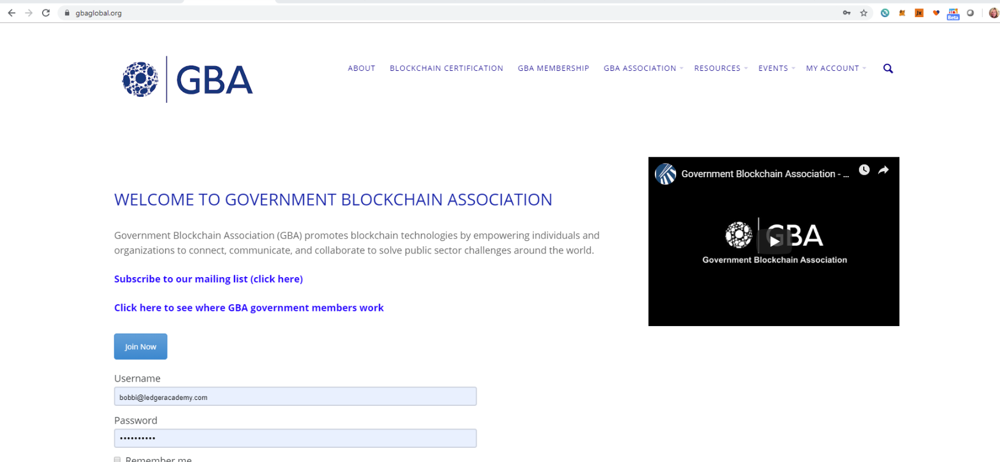 gbaglobal.org
Beta
GBA
ABOUT BLOCKCHAIN CERTIFICATION GBA MEMBERSHIP GBA ASSOCIATION RESOURCES EVENTS MY ACCOUNT
WELCOME TO GOVERNMENT BLOCKCHAIN ASSOCIATION
Government Blockchain Association (GBA) promotes blockchain technologies by empowering individuals and
organizations to connect, communicate, and collaborate to solve public sector challenges around the world.
Subscribe to our mailing list (click here)
Click here to see where GBA government members work
Join Now
Username
bobbi@ledgeracademy.com
Password
••••••••••
Remember me
Government Blockchain Association - ...
GBA
Government Blockchain Association